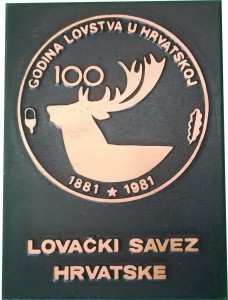 GODINA LOVSTVA U HRVATSKOJ
100
1881 ★ 1981
LOVAČKI SAVEZ
HRVATSKE